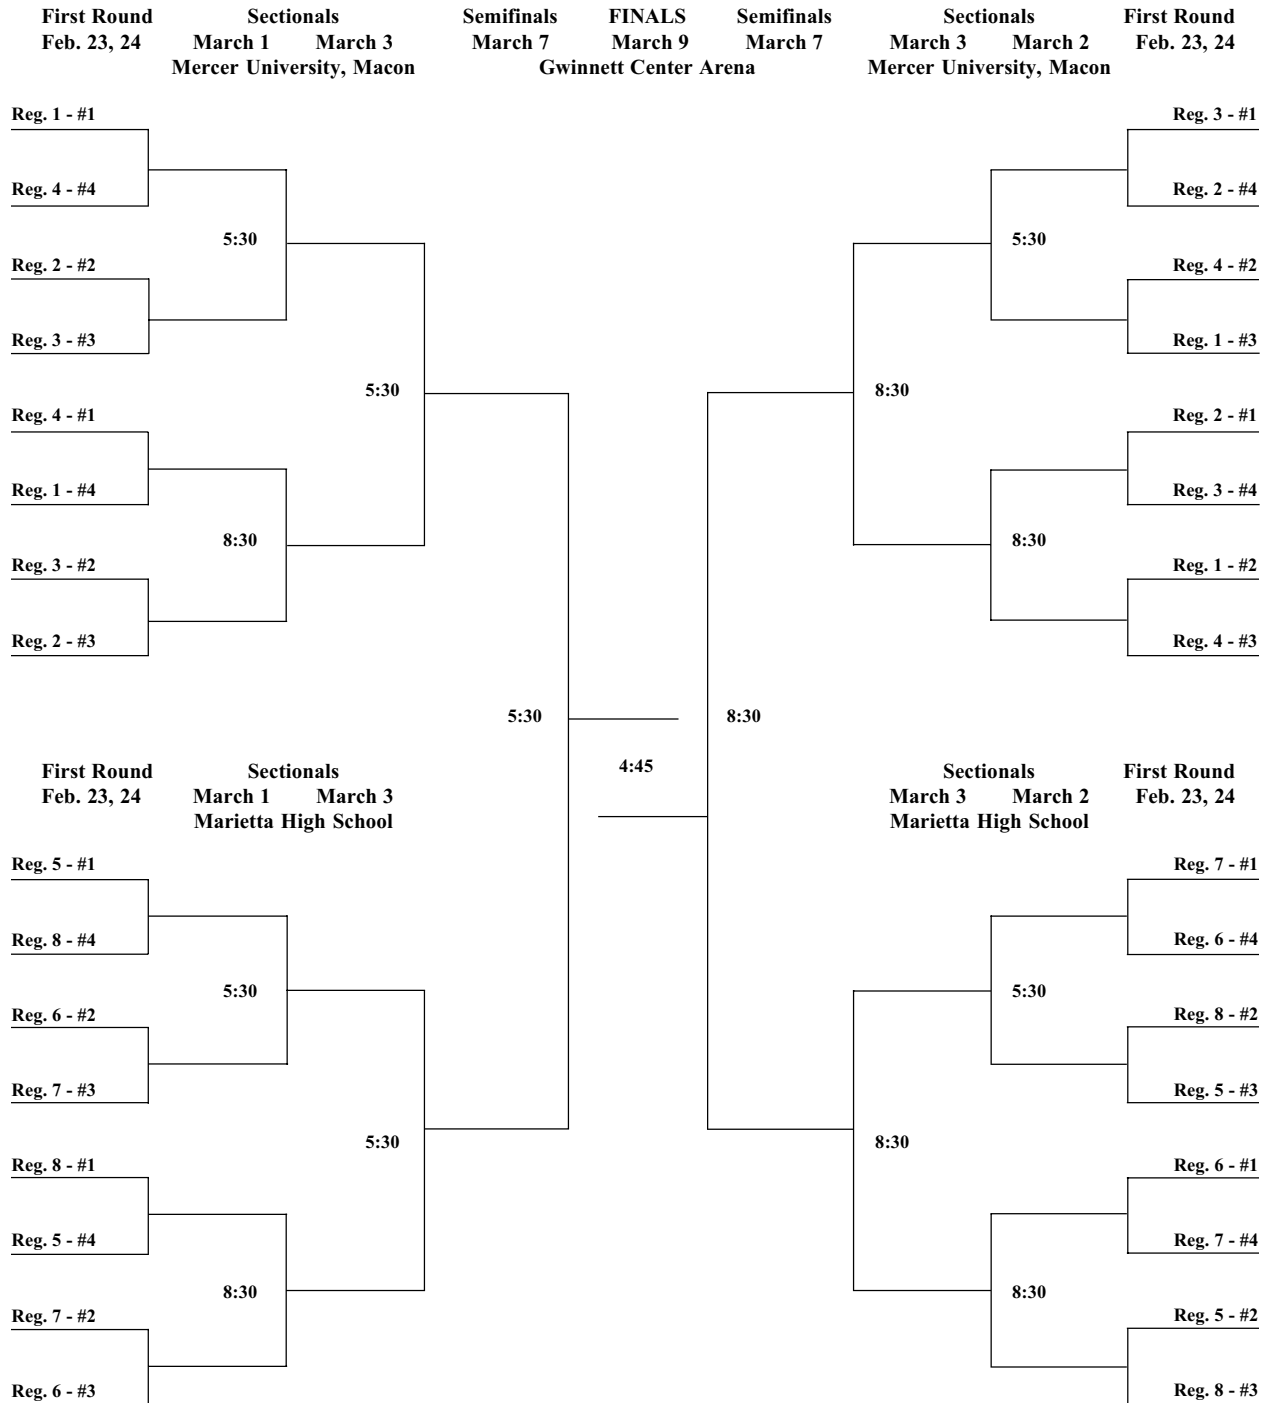 First Round Sectionals Semifinals FINALS Semifinals Sectionals First Round
Feb. 23, 24 March 1 March 3 March 7 March 9 March 7 March 3 March 2 Feb. 23, 24
Mercer University, Macon Gwinnett Center Arena Mercer University, Macon
Reg. 1 - #1 Reg. 3 - #1
Reg. 4 - #4 Reg. 2 - #4
5:30 5:30
Reg. 2 - #2 Reg. 4 - #2
Reg. 3 - #3 Reg. 1 - #3
5:30 8:30
Reg. 4 - #1 Reg. 2 - #1
Reg. 1 - #4 Reg. 3 - #4
8:30 8:30
Reg. 3 - #2 Reg. 1 - #2
Reg. 2 - #3 Reg. 4 - #3
5:30 8:30
4:45
First Round Sectionals Sectionals First Round
Feb. 23, 24 March 1 March 3 March 3 March 2 Feb. 23, 24
Marietta High School Marietta High School
Reg. 5 - #1 Reg. 7 - #1
Reg. 8 - #4 Reg. 6 - #4
5:30 5:30
Reg. 6 - #2 Reg. 8 - #2
Reg. 7 - #3 Reg. 5 - #3
5:30 8:30
Reg. 8 - #1 Reg. 6 - #1
Reg. 5 - #4 Reg. 7 - #4
8:30 8:30
Reg. 7 - #2 Reg. 5 - #2
Reg. 6 - #3 Reg. 8 - #3